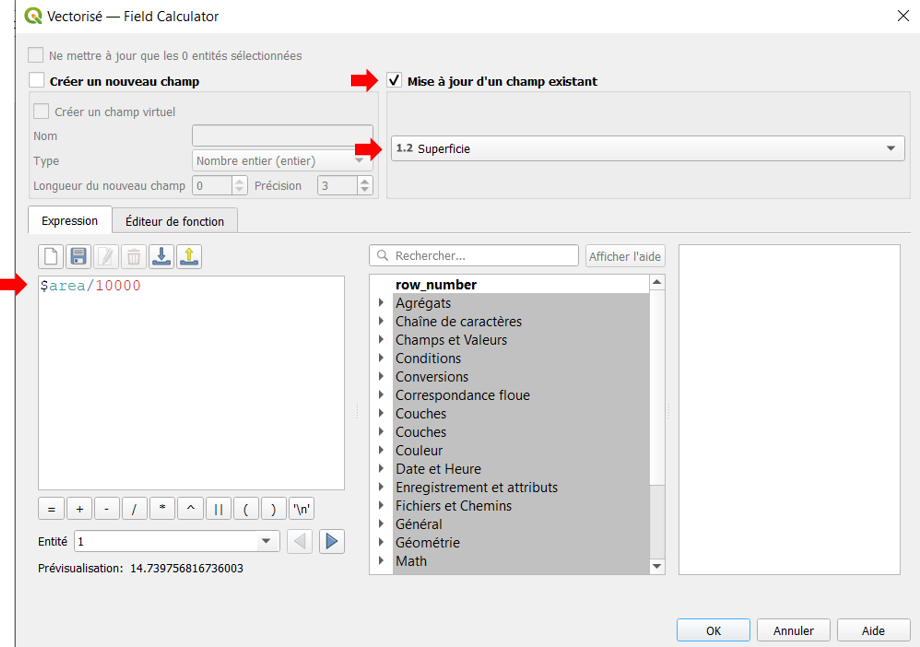 Vectorisé — Field Calculator
Ne mettre à jour que les 0 entités sélectionnées
Créer un nouveau champ
Mise à jour d'un champ existant
Créer un champ virtuel
Nom
Type
Nombre entier (entier)
Longueur du nouveau champ
0
Précision
3
1.2 Superficie
Expression
Éditeur de fonction
Rechercher...
Afficher l'aide
$area/10000
row_number
Agrégats
Chaîne de caractères
Champs et Valeurs
Conditions
Conversions
Correspondance floue
Couches
Couches
Couleur
Date et Heure
Enregistrement et attributs
Fichiers et Chemins
Général
Géométrie
Math
= + - / * ^ || ( ) '\n'
Entité 1
Prévisualisation: 14.739756816736003
OK
Annuler
Aide